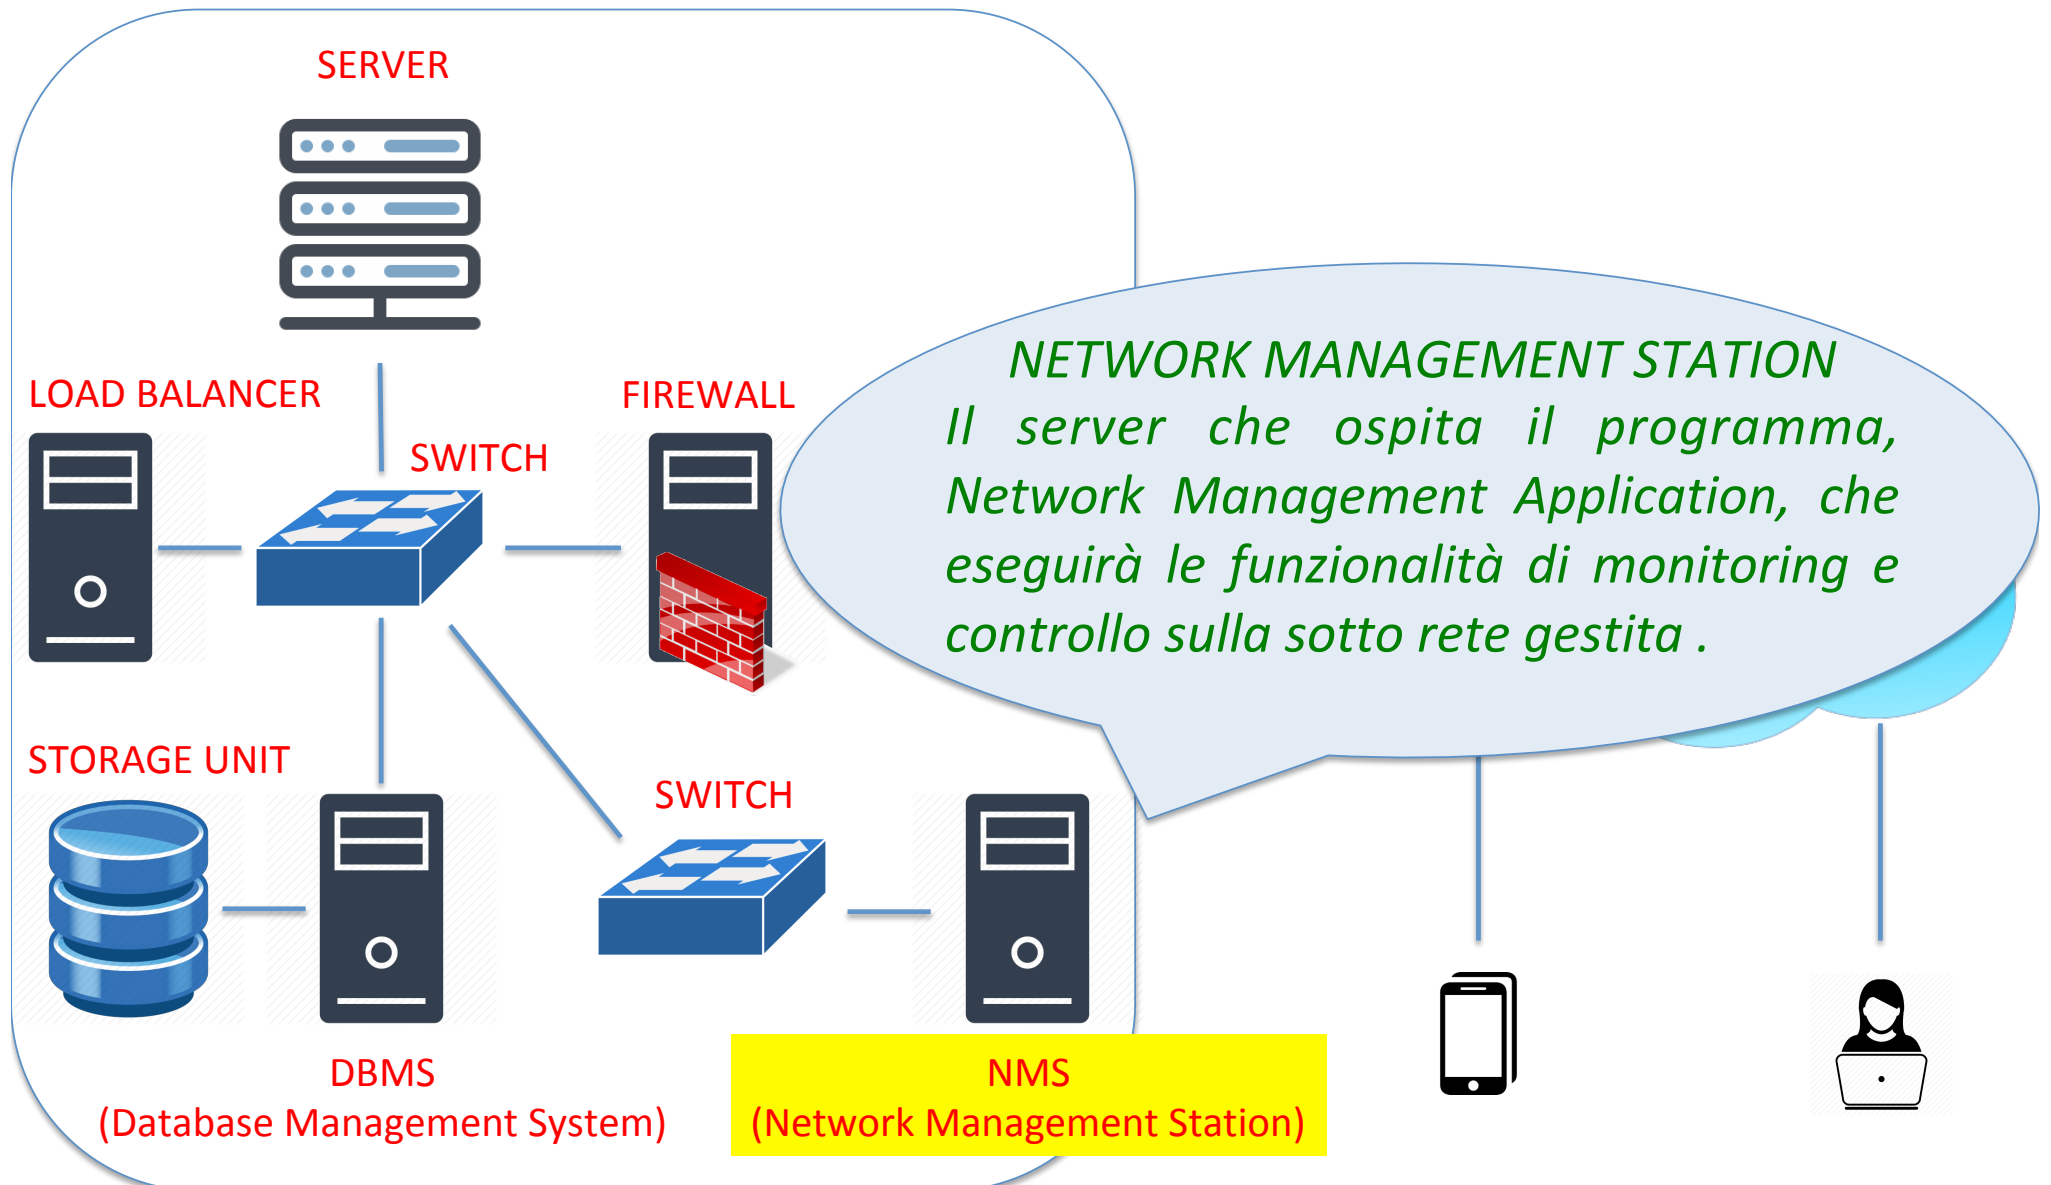 SERVER
LOAD BALANCER
FIREWALL
SWITCH
NETWORK MANAGEMENT STATION
Il server che ospita il programma,
Network Management Application, che
eseguirà le funzionalità di monitoring e
controllo sulla sotto rete gestita .
STORAGE UNIT
SWITCH
DBMS
(Database Management System)
NMS
(Network Management Station)